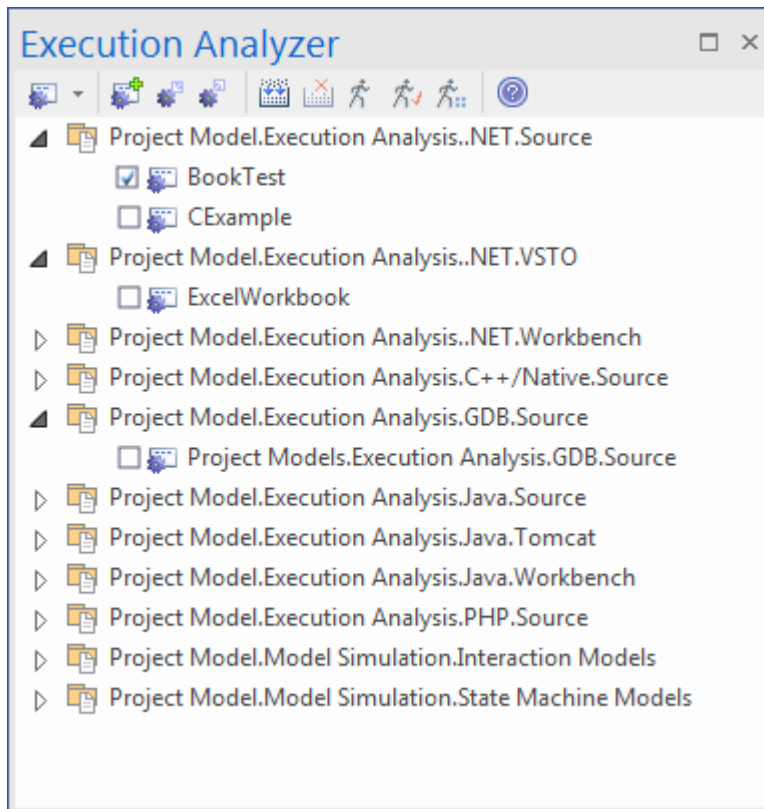 Execution Analyzer
Project Model.Execution Analysis..NET.Source
BookTest
CExample
Project Model.Execution Analysis..NET.VSTO
ExcelWorkbook
Project Model.Execution Analysis..NET.Workbench
Project Model.Execution Analysis.C++/Native.Source
Project Model.Execution Analysis.GDB.Source
Project Models.Execution Analysis.GDB.Source
Project Model.Execution Analysis.Java.Source
Project Model.Execution Analysis.Java.Tomcat
Project Model.Execution Analysis.Java.Workbench
Project Model.Execution Analysis.PHP.Source
Project Model.Model Simulation.Interaction Models
Project Model.Model Simulation.State Machine Models